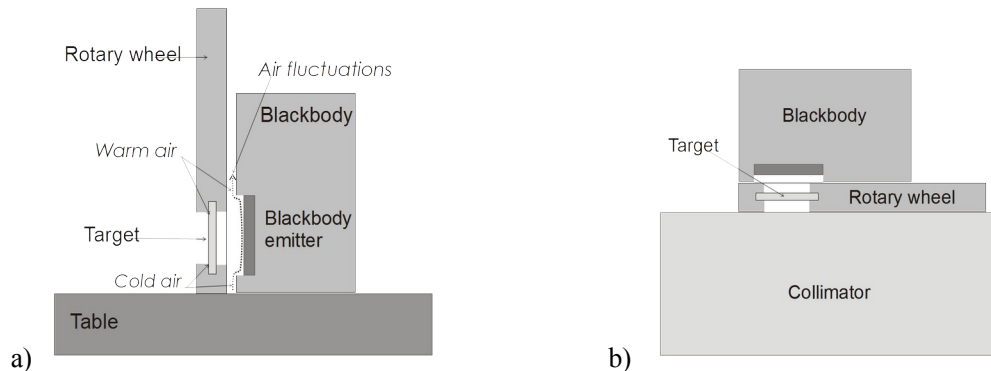 Rotary wheel
Air fluctuations
Blackbody
Warm air
Target
Blackbody
emitter
Cold air
Table
a)
Blackbody
Target
Rotary wheel
Collimator
b)